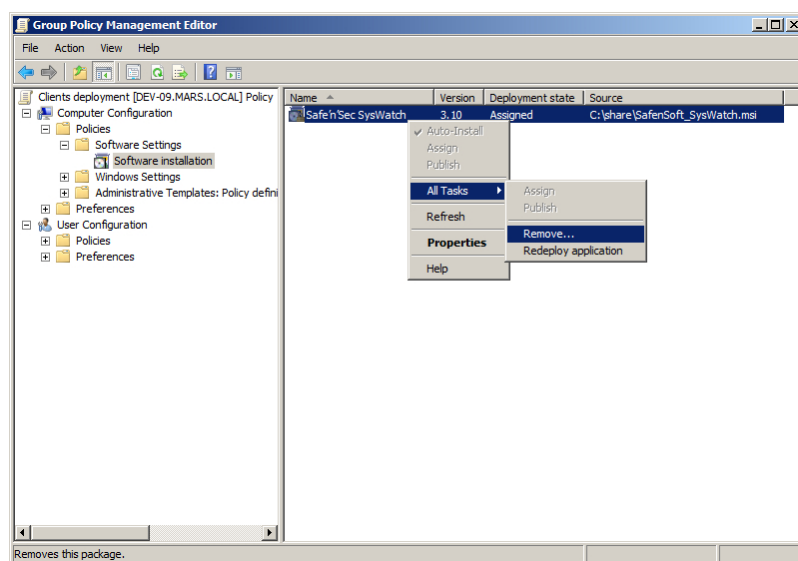 Group Policy Management Editor
File Action View Help
Clients deployment [DEV-09.MARS.LOCAL] Policy
Computer Configuration
Policies
Software Settings
Software installation
Windows Settings
Administrative Templates: Policy defini
Preferences
User Configuration
Policies
Preferences
Name Version Deployment state Source
Safe'n'Sec SysWatch 3.10 Assigned C:\share\SafenSoft_SysWatch.msi
Auto-Install
Assign
Publish
All Tasks
Refresh
Properties
Help
Assign
Publish
Remove...
Redeploy application
Removes this package.